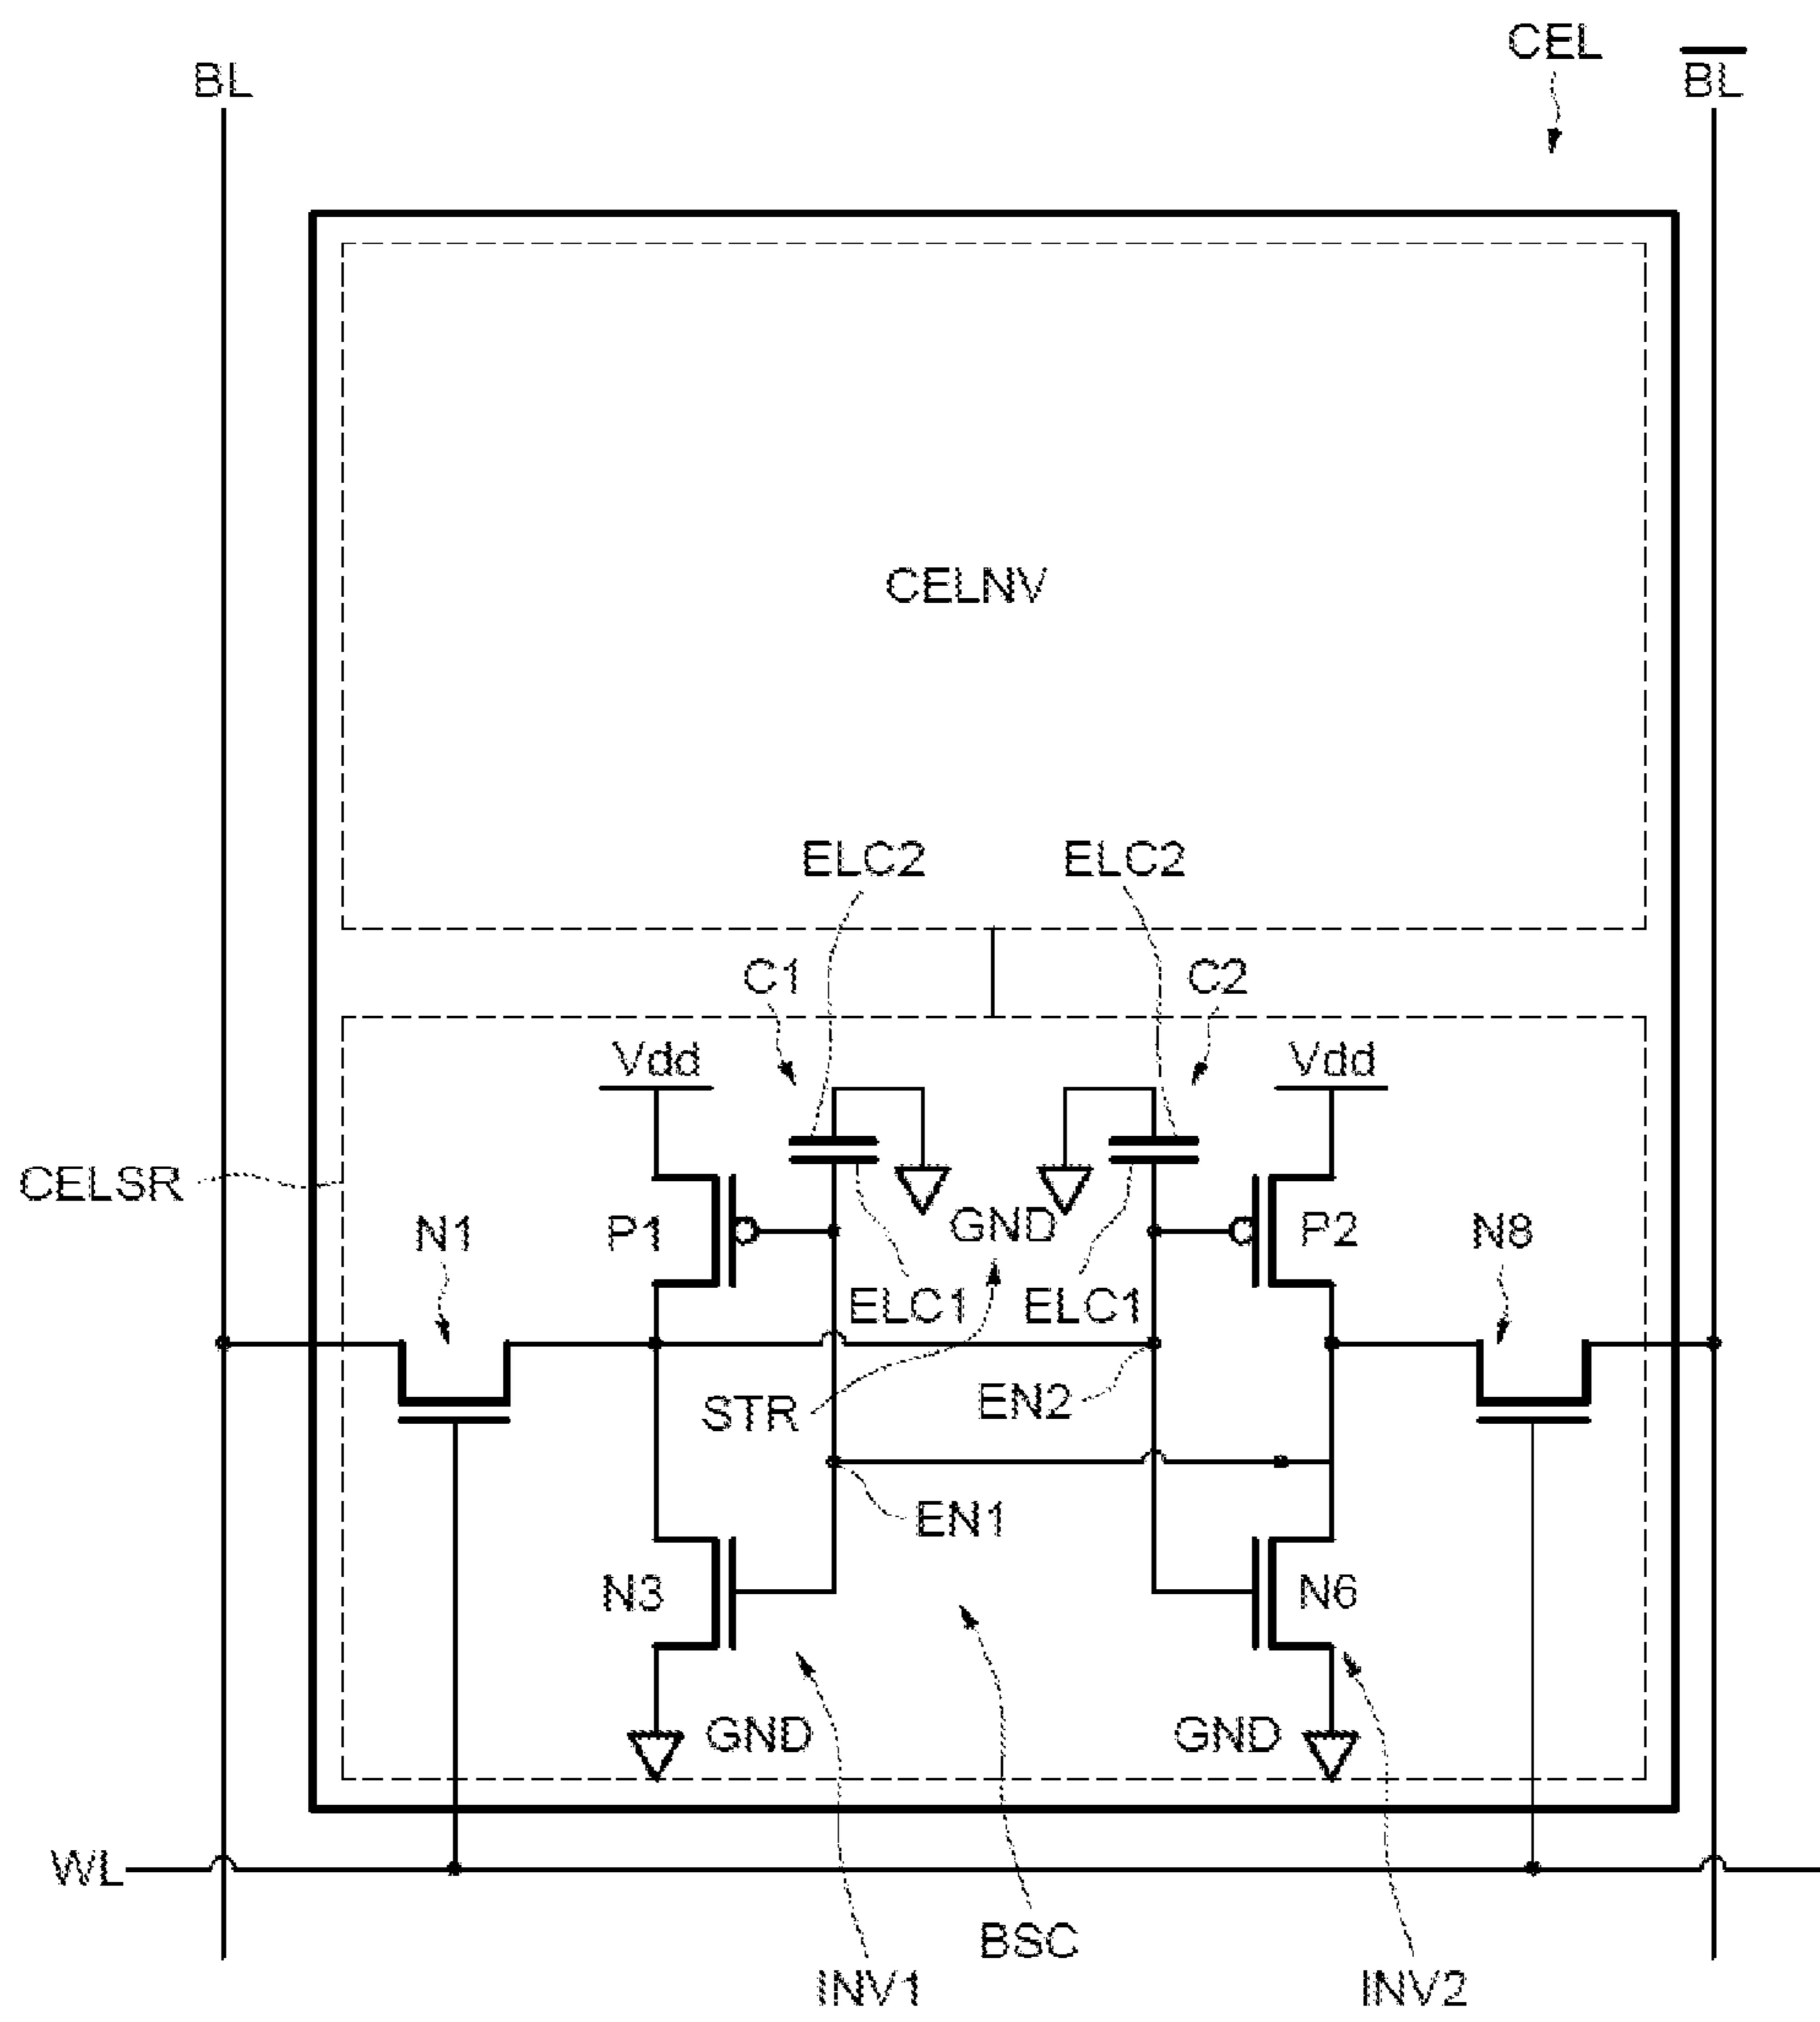 CEL
BL
BL
CELNV
ELC2 ELC2
C1 C2
Vdd Vdd
CELSR
N1 P1 GND P2 N8
ELC1 ELC1
STR EN2
EN1
N3 N6
GND GND
WL
BSC
INV1 INV2